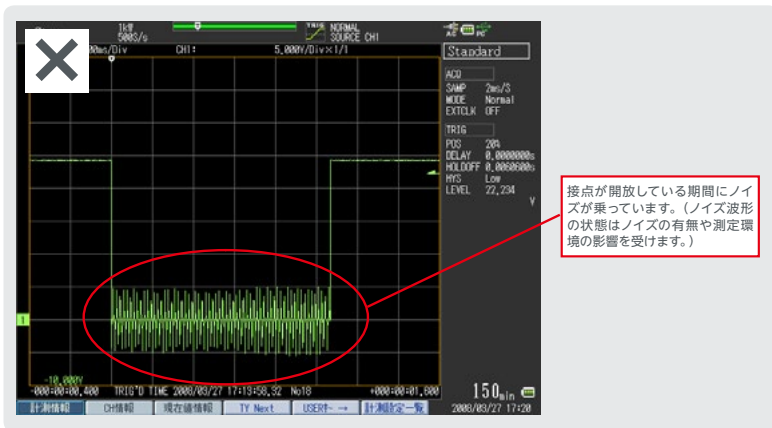 1kワ
500S/s
TRIG NORMAL
SOURCE CH1
AC PC
0ms/Div CH1: 5.000V/Div×1/1
Standard
ACQ
SAMP 2ms/S
MODE Normal
EXTCLK OFF
TRIG
POS 20%
DELAY 0.0000000s
HOLDOFF 0.0060600s
HYS Low
LEVEL 22.234
V
接点が開放している期間にノイ
ズが乗っています。（ノイズ波形
の状態はノイズの有無や測定環
境の影響を受けます。）
1
-10.000V
-000:00:00.400 TRIG'D TIME 2008/03/27 17:13:58.32 No18 +000:00:01.600
150min
計測情報 CH情報 現在値情報 TY Next USERキー → 計測設定一覧 2008/03/27 17:20